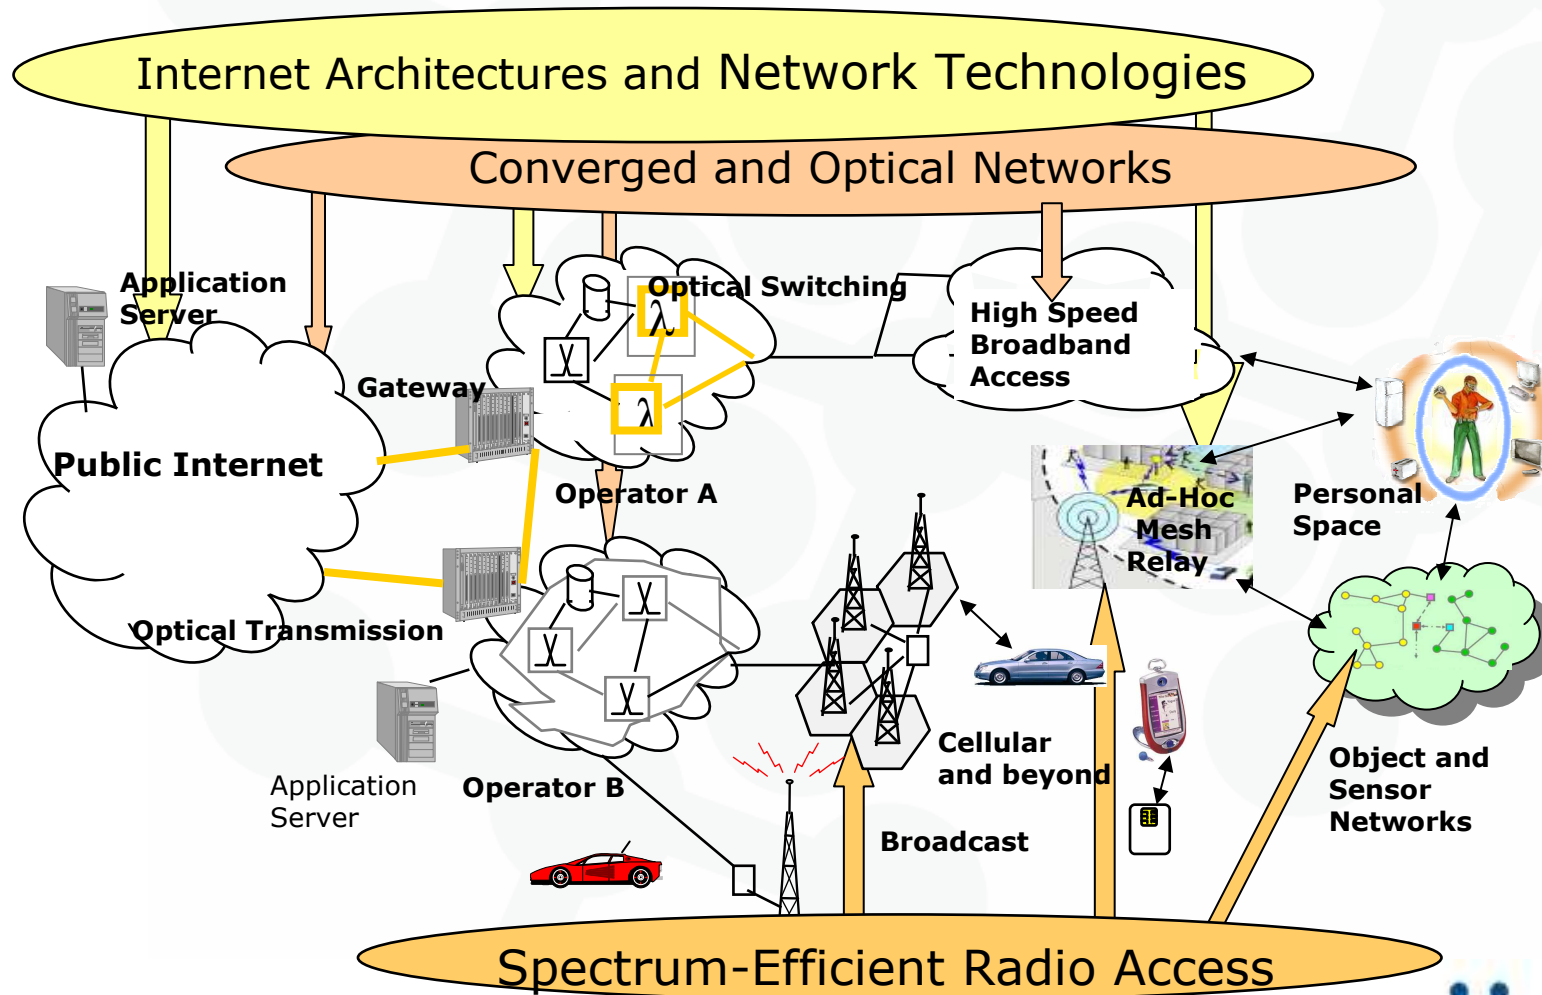 Internet Architectures and Network Technologies
Converged and Optical Networks
Application
Server
Optical Switching
High Speed
Broadband
Access
Gateway
Public Internet
Operator A
Ad-Hoc
Mesh
Relay
Personal
Space
Optical Transmission
Application
Server
Operator B
Cellular
and beyond
Object and
Sensor
Networks
Broadcast
Spectrum-Efficient Radio Access
λ
λ